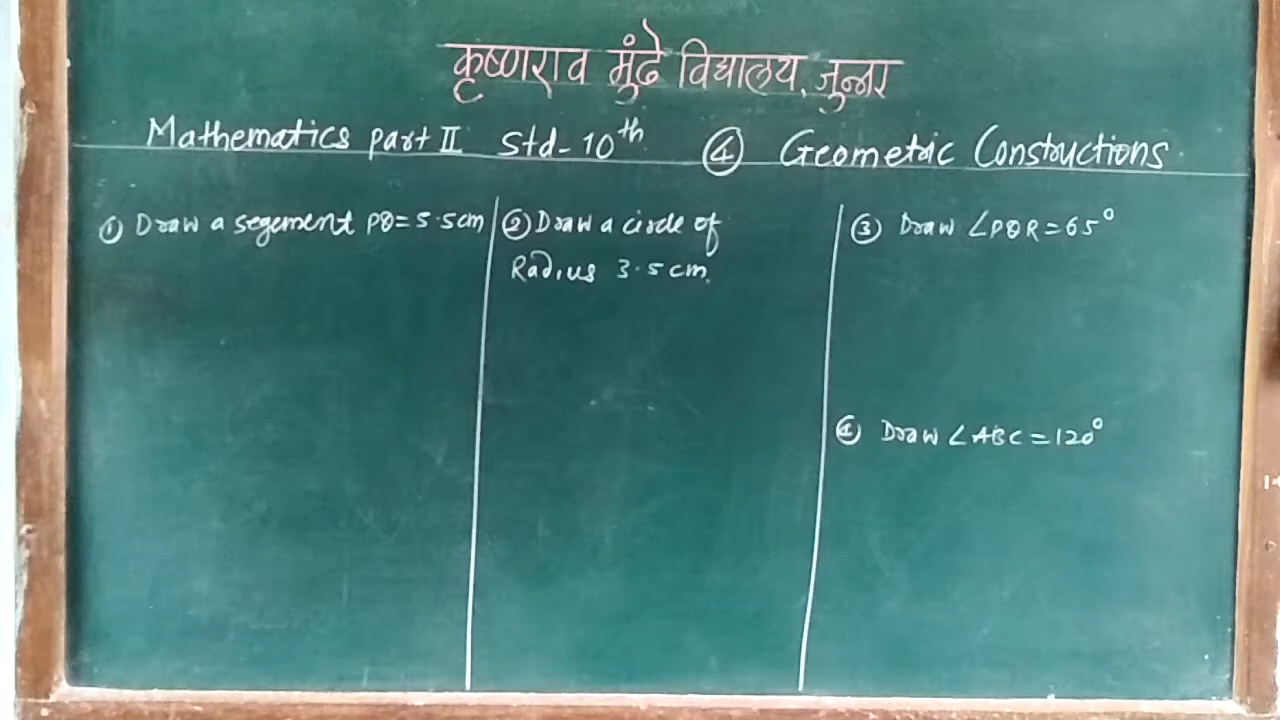 कृष्णराव मुंढे विद्यालय, जुन्नर
Mathematics part II Std-10th ④ Geometric Constructions
① Draw a segement PQ=5.5cm
② Draw a circle of
Radius 3.5cm.
③ Draw ∠PQR=65°
④ Draw ∠ABC=120°